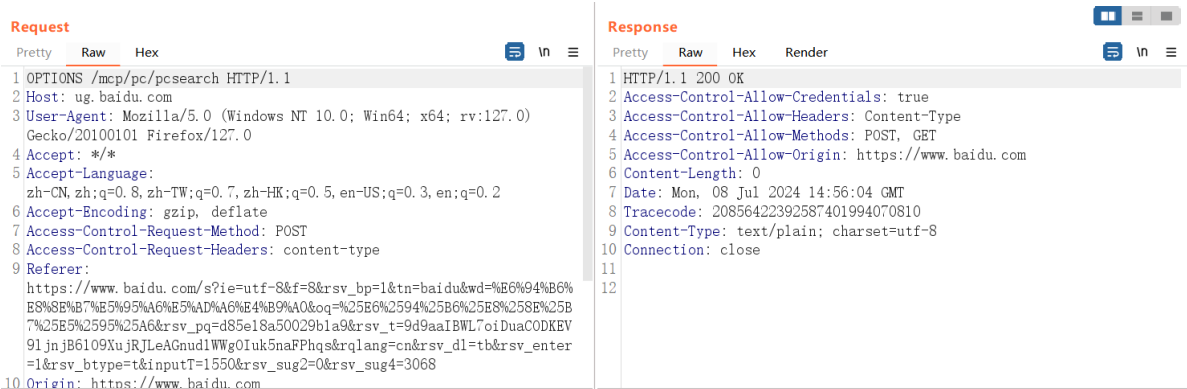 Request
Pretty Raw Hex
\n
1 OPTIONS /mcp/pc/pcsearch HTTP/1.1
2 Host: ug.baidu.com
3 User-Agent: Mozilla/5.0 (Windows NT 10.0; Win64; x64; rv:127.0)
Gecko/20100101 Firefox/127.0
4 Accept: */*
5 Accept-Language:
zh-CN,zh;q=0.8,zh-TW;q=0.7,zh-HK;q=0.5,en-US;q=0.3,en;q=0.2
6 Accept-Encoding: gzip, deflate
7 Access-Control-Request-Method: POST
8 Access-Control-Request-Headers: content-type
9 Referer:
https://www.baidu.com/s?ie=utf-8&f=8&rsv_bp=1&tn=baidu&wd=%E6%94%B6%
E8%8E%B7%E5%95%A6%E5%AD%A6%E4%B9%A0&oq=%25E6%2594%25B6%25E8%258E%25B
7%25E5%2595%25A6&rsv_pq=d85e18a50029b1a9&rsv_t=9d9aaIBWL7oiDuaCODKEV
91jnjB6109XujRJLeAGnud1WWgOIuk5naFPhqs&rqlang=cn&rsv_dl=tb&rsv_enter
=1&rsv_btype=t&inputT=1550&rsv_sug2=0&rsv_sug4=3068
10 Origin: https://www.baidu.com
Response
Pretty Raw Hex Render
\n
1 HTTP/1.1 200 OK
2 Access-Control-Allow-Credentials: true
3 Access-Control-Allow-Headers: Content-Type
4 Access-Control-Allow-Methods: POST, GET
5 Access-Control-Allow-Origin: https://www.baidu.com
6 Content-Length: 0
7 Date: Mon, 08 Jul 2024 14:56:04 GMT
8 Tracecode: 20856422392587401994070810
9 Content-Type: text/plain; charset=utf-8
10 Connection: close
11
12